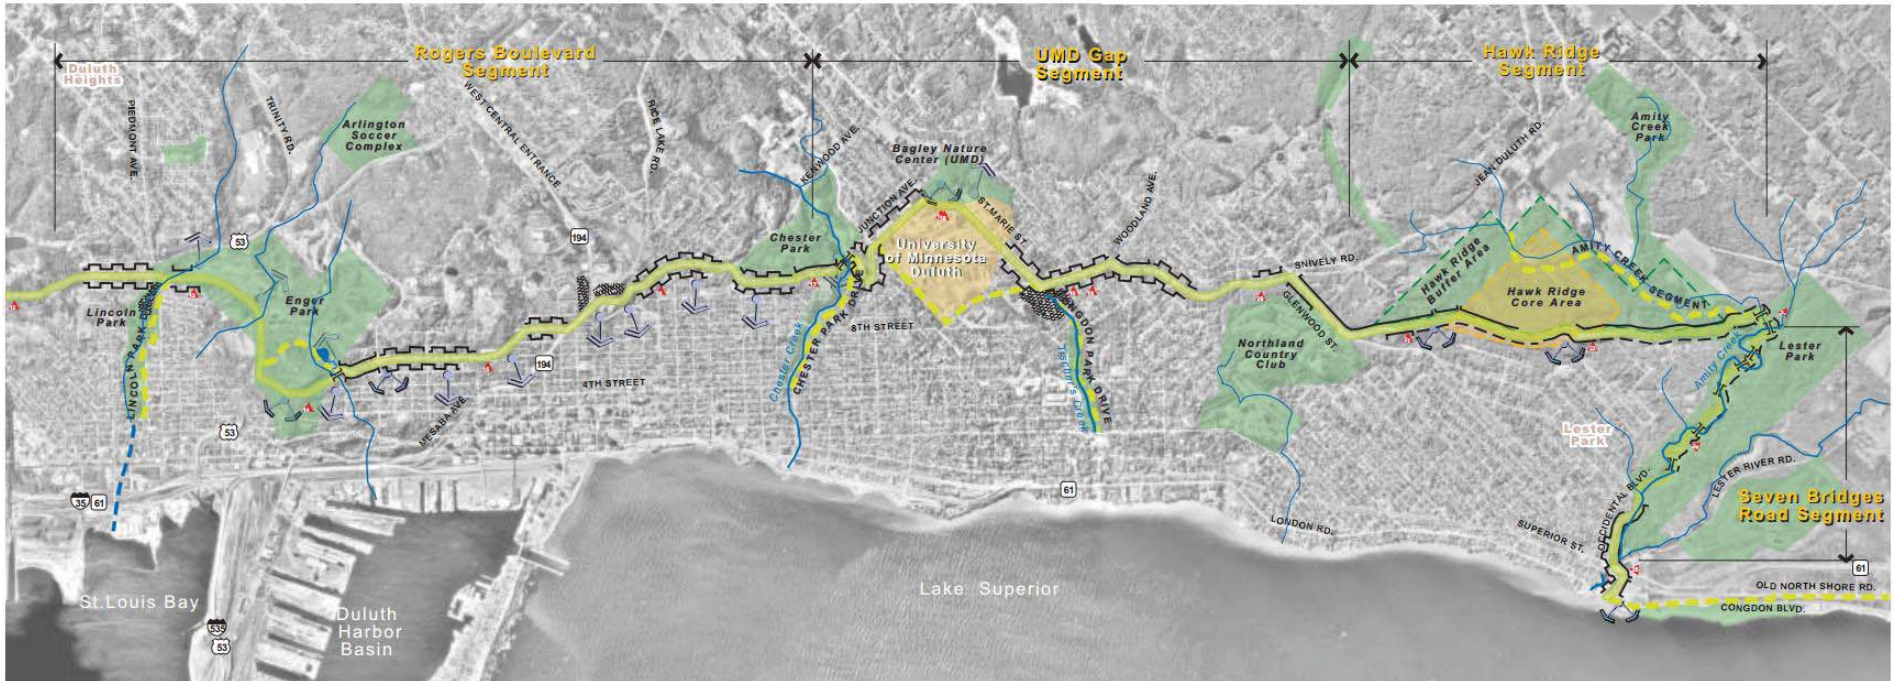 Rogers Boulevard
Segment
UMD Gap
Segment
Hawk Ridge
Segment
Duluth
Heights
PIEDMONT AVE.
TRINITY RD.
Arlington
Soccer
Complex
WEST CENTRAL ENTRANCE.
RICE LAKE RD.
KENWOOD AVE.
Bagley Nature
Center (UMD)
JUNCTION AVE.
ST.MARIE ST.
WOODLAND AVE.
JEAN DULUTH RD.
Amity
Creek
Park
53
194
Chester
Park
University
of Minnesota
Duluth
SNIVELY RD.
Hawk Ridge
Buffer Area
AMITY CREEK SEGMENT
Hawk Ridge
Core Area
Lincoln
Park
LINCOLN PARK DRIVE
Enger
Park
GLENWOOD ST.
8TH STREET
Chester Creek
CHESTER PARK DRIVE
CONGDON PARK DRIVE
Tischer's Creek
Northland
Country
Club
Amity Creek
Lester
Park
194
4TH STREET
MESABA AVE.
53
Lester
Park
LESTER RIVER RD.
OCCIDENTAL BLVD.
35
61
61
Seven Bridges
Road Segment
LONDON RD.
SUPERIOR ST.
61
OLD NORTH SHORE RD.
CONGDON BLVD.
St.Louis Bay
Duluth
Harbor
Basin
Lake Superior
535
53